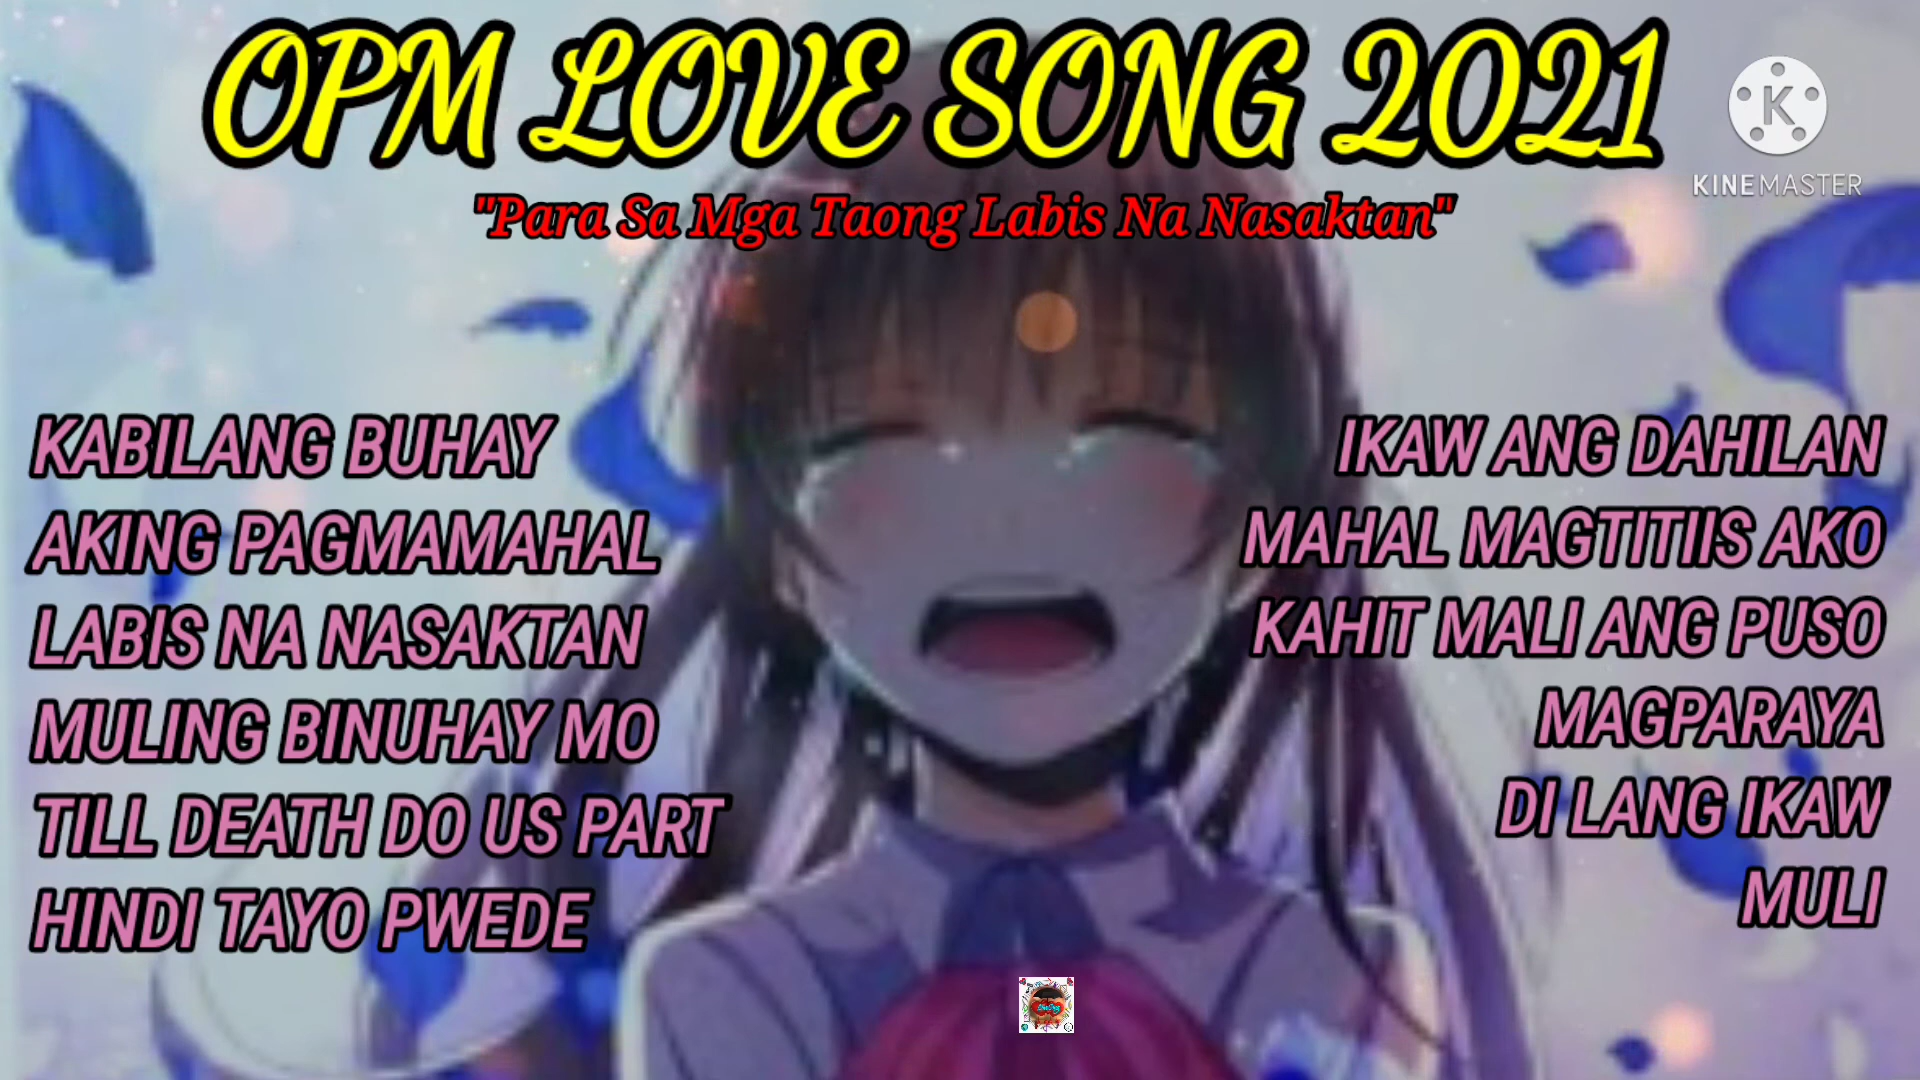 OPM LOVE SONG 2021
"Para Sa Mga Taong Labis Na Nasaktan"
K
KINEMASTER
KABILANG BUHAY
AKING PAGMAMAHAL
LABIS NA NASAKTAN
MULING BINUHAY MO
TILL DEATH DO US PART
HINDI TAYO PWEDE
IKAW ANG DAHILAN
MAHAL MAGTITIIS AKO
KAHIT MALI ANG PUSO
MAGPARAYA
DI LANG IKAW
MULI